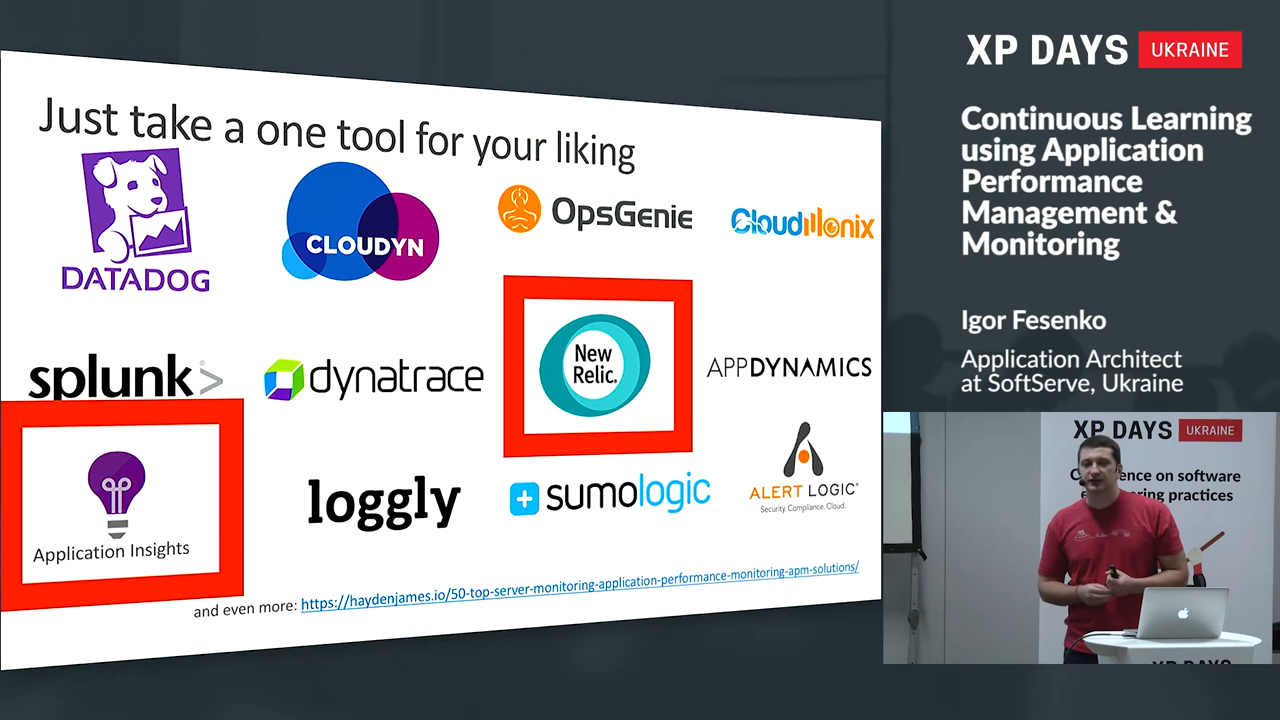 Just take a one tool for your liking
DATADOG
CLOUDYN
OpsGenie
CloudMonix
splunk>
dynatrace
New
Relic.
APPDYNAMICS
Application Insights
loggly
sumologic
ALERT LOGIC®
Security. Compliance. Cloud.
and even more: https://haydenjames.io/50-top-server-monitoring-application-performance-monitoring-apm-solutions/
XP DAYS UKRAINE
Continuous Learning
using Application
Performance
Management &
Monitoring
Igor Fesenko
Application Architect
at SoftServe, Ukraine
XP DAYS UKRAINE
on software
practices
XP DAYS